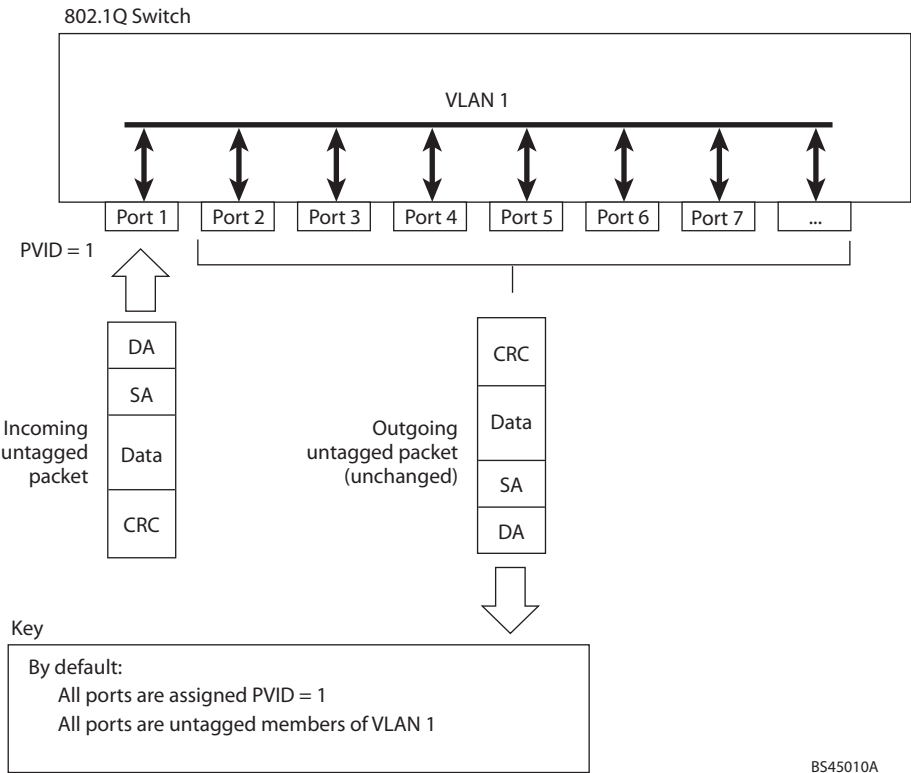 802.1Q Switch
VLAN 1
Port 1 Port 2 Port 3 Port 4 Port 5 Port 6 Port 7 ...
PVID = 1
DA
SA
Data
CRC
Incoming
untagged
packet
CRC
Data
SA
DA
Outgoing
untagged packet
(unchanged)
Key
By default:
All ports are assigned PVID = 1
All ports are untagged members of VLAN 1
BS45010A